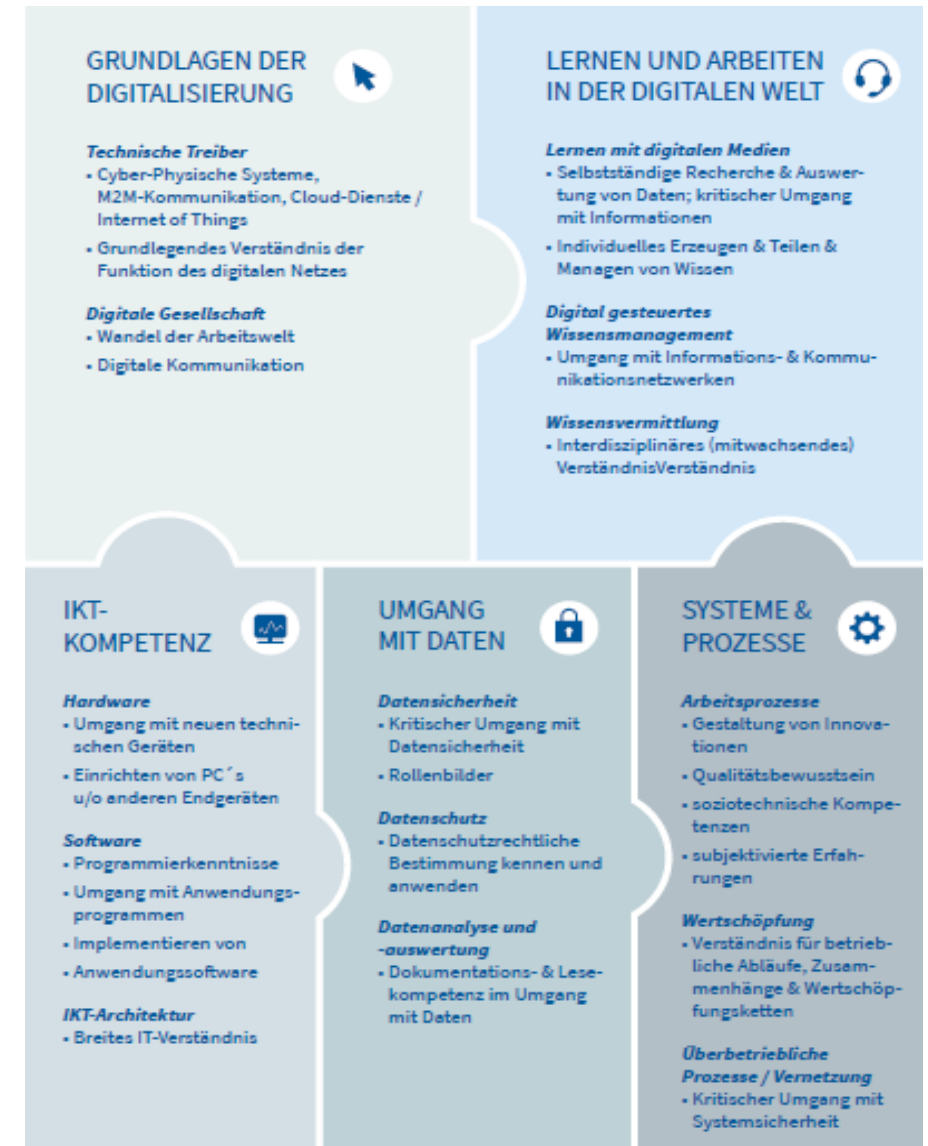 GRUNDLAGEN DER
DIGITALISIERUNG
Technische Treiber
• Cyber-Physische Systeme,
M2M-Kommunikation, Cloud-Dienste /
Internet of Things
• Grundlegendes Verständnis der
Funktion des digitalen Netzes
Digitale Gesellschaft
• Wandel der Arbeitswelt
• Digitale Kommunikation
LERNEN UND ARBEITEN
IN DER DIGITALEN WELT
Lernen mit digitalen Medien
• Selbstständige Recherche & Auswer-
tung von Daten; kritischer Umgang
mit Informationen
• Individuelles Erzeugen & Teilen &
Managen von Wissen
Digital gesteuertes
Wissensmanagement
• Umgang mit Informations- & Kommu-
nikationsnetzwerken
Wissensvermittlung
• Interdisziplinäres (mitwachsendes)
VerständnisVerständnis
IKT-
KOMPETENZ
Hardware
• Umgang mit neuen techni-
schen Geräten
• Einrichten von PC´s
u/o anderen Endgeräten
Software
• Programmierkenntnisse
• Umgang mit Anwendungs-
programmen
• Implementieren von
• Anwendungssoftware
IKT-Architektur
• Breites IT-Verständnis
UMGANG
MIT DATEN
Datensicherheit
• Kritischer Umgang mit
Datensicherheit
• Rollenbilder
Datenschutz
• Datenschutzrechtliche
Bestimmung kennen und
anwenden
Datenanalyse und
-auswertung
• Dokumentations- & Lese-
kompetenz im Umgang
mit Daten
SYSTEME &
PROZESSE
Arbeitsprozesse
• Gestaltung von Innova-
tionen
• Qualitätsbewusstsein
• soziotechnische Kompe-
tenzen
• subjektivierte Erfah-
rungen
Wertschöpfung
• Verständnis für betrieb-
liche Abläufe, Zusam-
menhänge & Wertschöp-
fungsketten
Überbetriebliche
Prozesse / Vernetzung
• Kritischer Umgang mit
Systemsicherheit